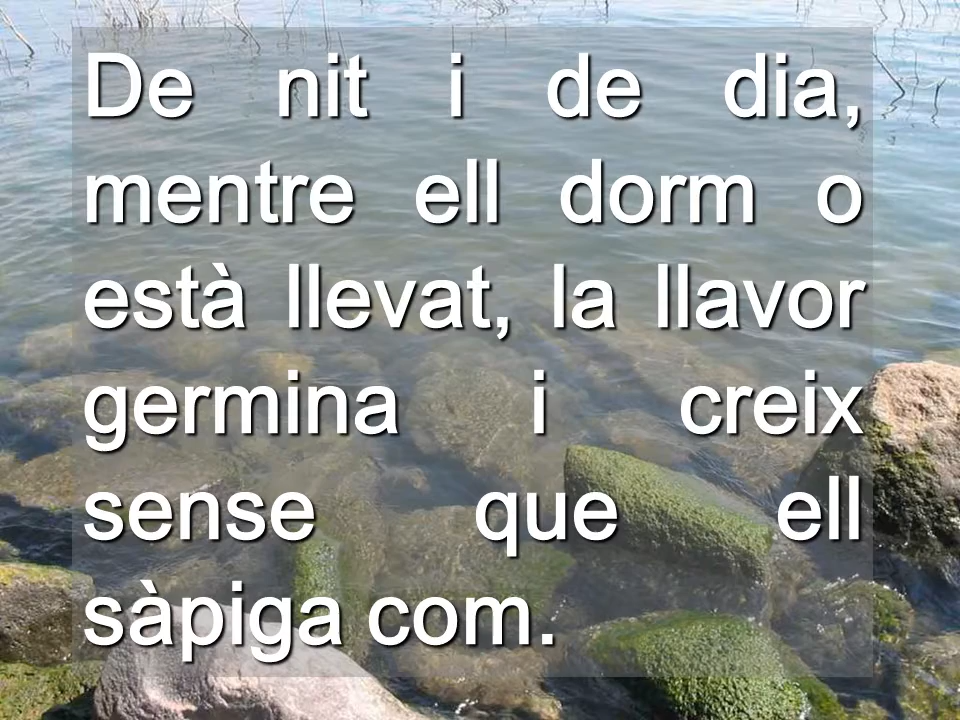 De nit i de dia,
mentre ell dorm o
està llevat, la llavor
germina i creix
sense que ell
sàpiga com.